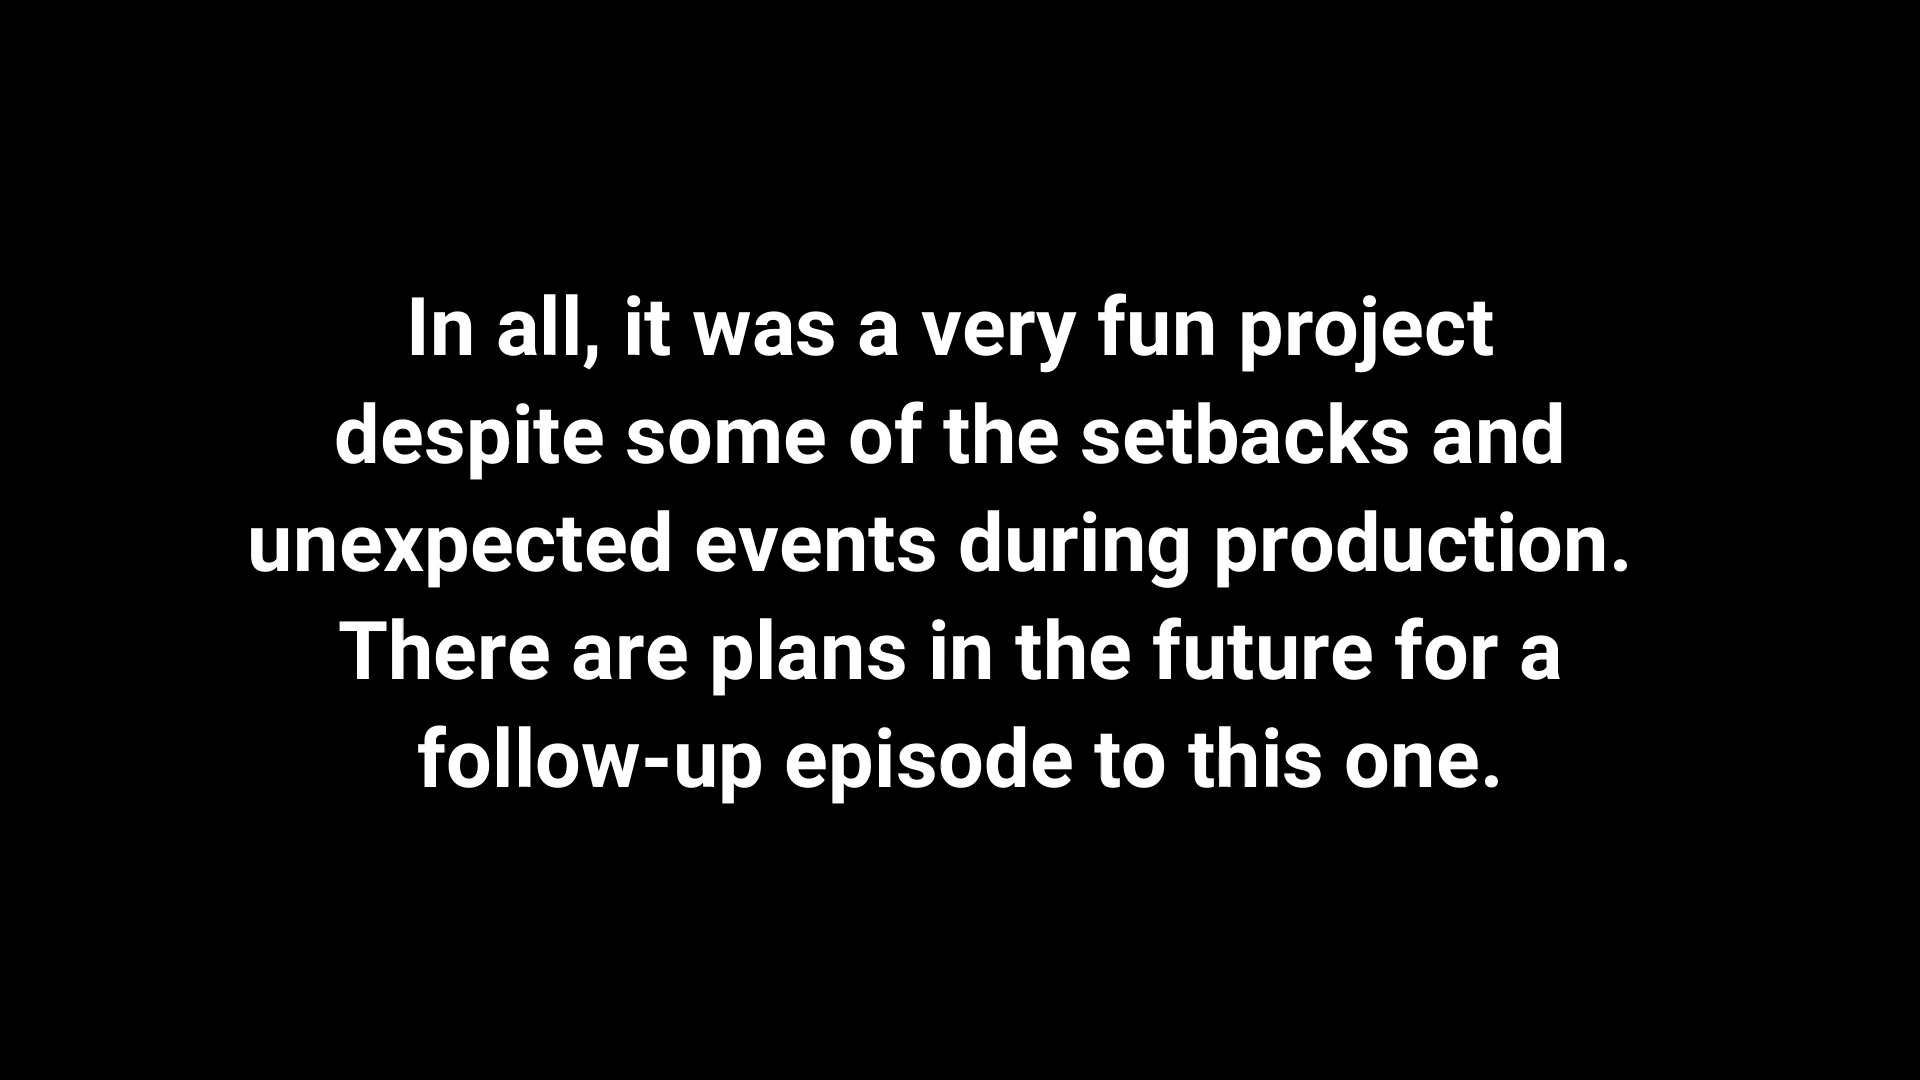 In all, it was a very fun project
despite some of the setbacks and
unexpected events during production.
There are plans in the future for a
follow-up episode to this one.